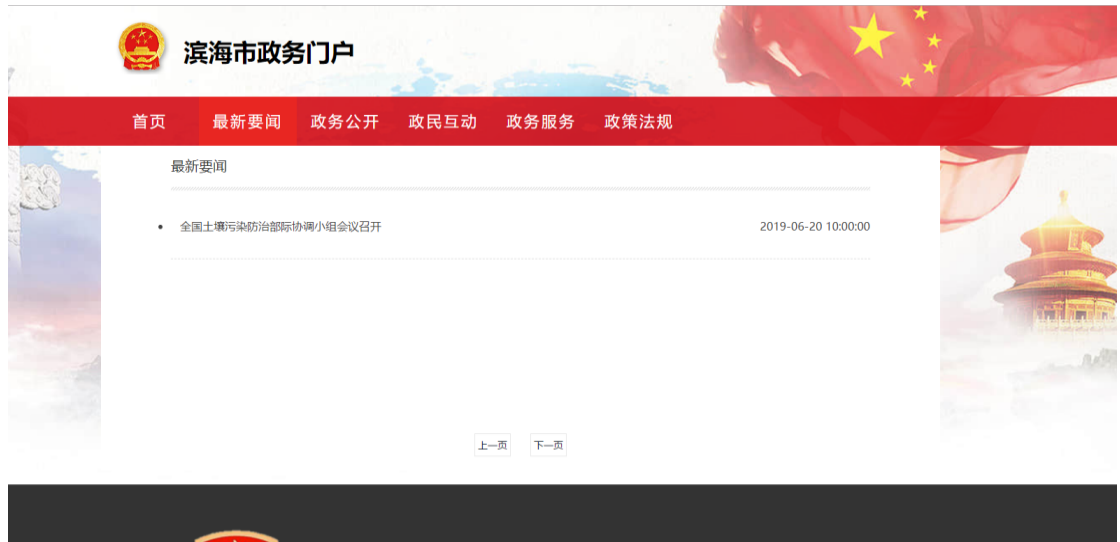 滨海市政务门户
首页 最新要闻 政务公开 政民互动 政务服务 政策法规
最新要闻
全国土壤污染防治部际协调小组会议召开 2019-06-20 10:00:00
上一页 下一页